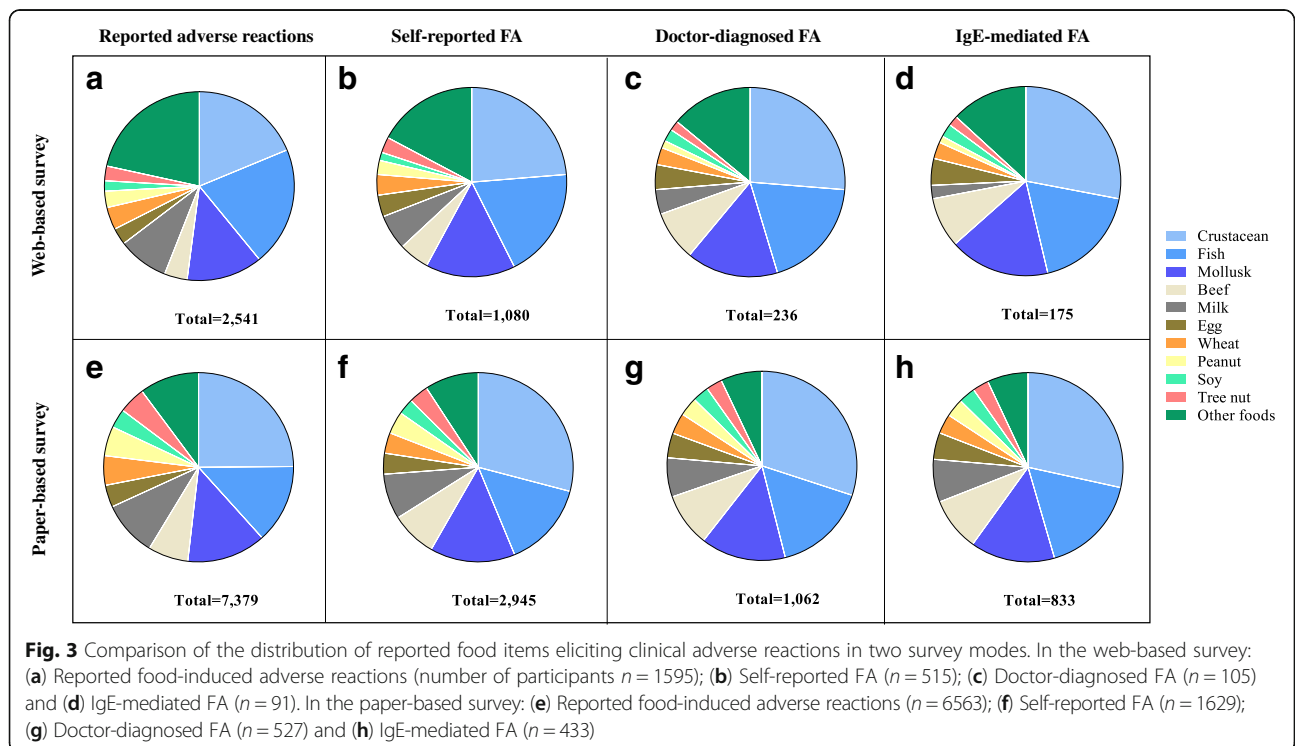 Reported adverse reactions
Self-reported FA
Doctor-diagnosed FA
IgE-mediated FA
Web-based survey
a
Total=2,541
b
Total=1,080
c
Total=236
d
Total=175
Paper-based survey
e
Total=7,379
f
Total=2,945
g
Total=1,062
h
Total=833
Crustacean
Fish
Mollusk
Beef
Milk
Egg
Wheat
Peanut
Soy
Tree nut
Other foods
Fig. 3 Comparison of the distribution of reported food items eliciting clinical adverse reactions in two survey modes. In the web-based survey:
(a) Reported food-induced adverse reactions (number of participants n = 1595); (b) Self-reported FA (n = 515); (c) Doctor-diagnosed FA (n = 105)
and (d) IgE-mediated FA (n = 91). In the paper-based survey: (e) Reported food-induced adverse reactions (n = 6563); (f) Self-reported FA (n = 1629);
(g) Doctor-diagnosed FA (n = 527) and (h) IgE-mediated FA (n = 433)